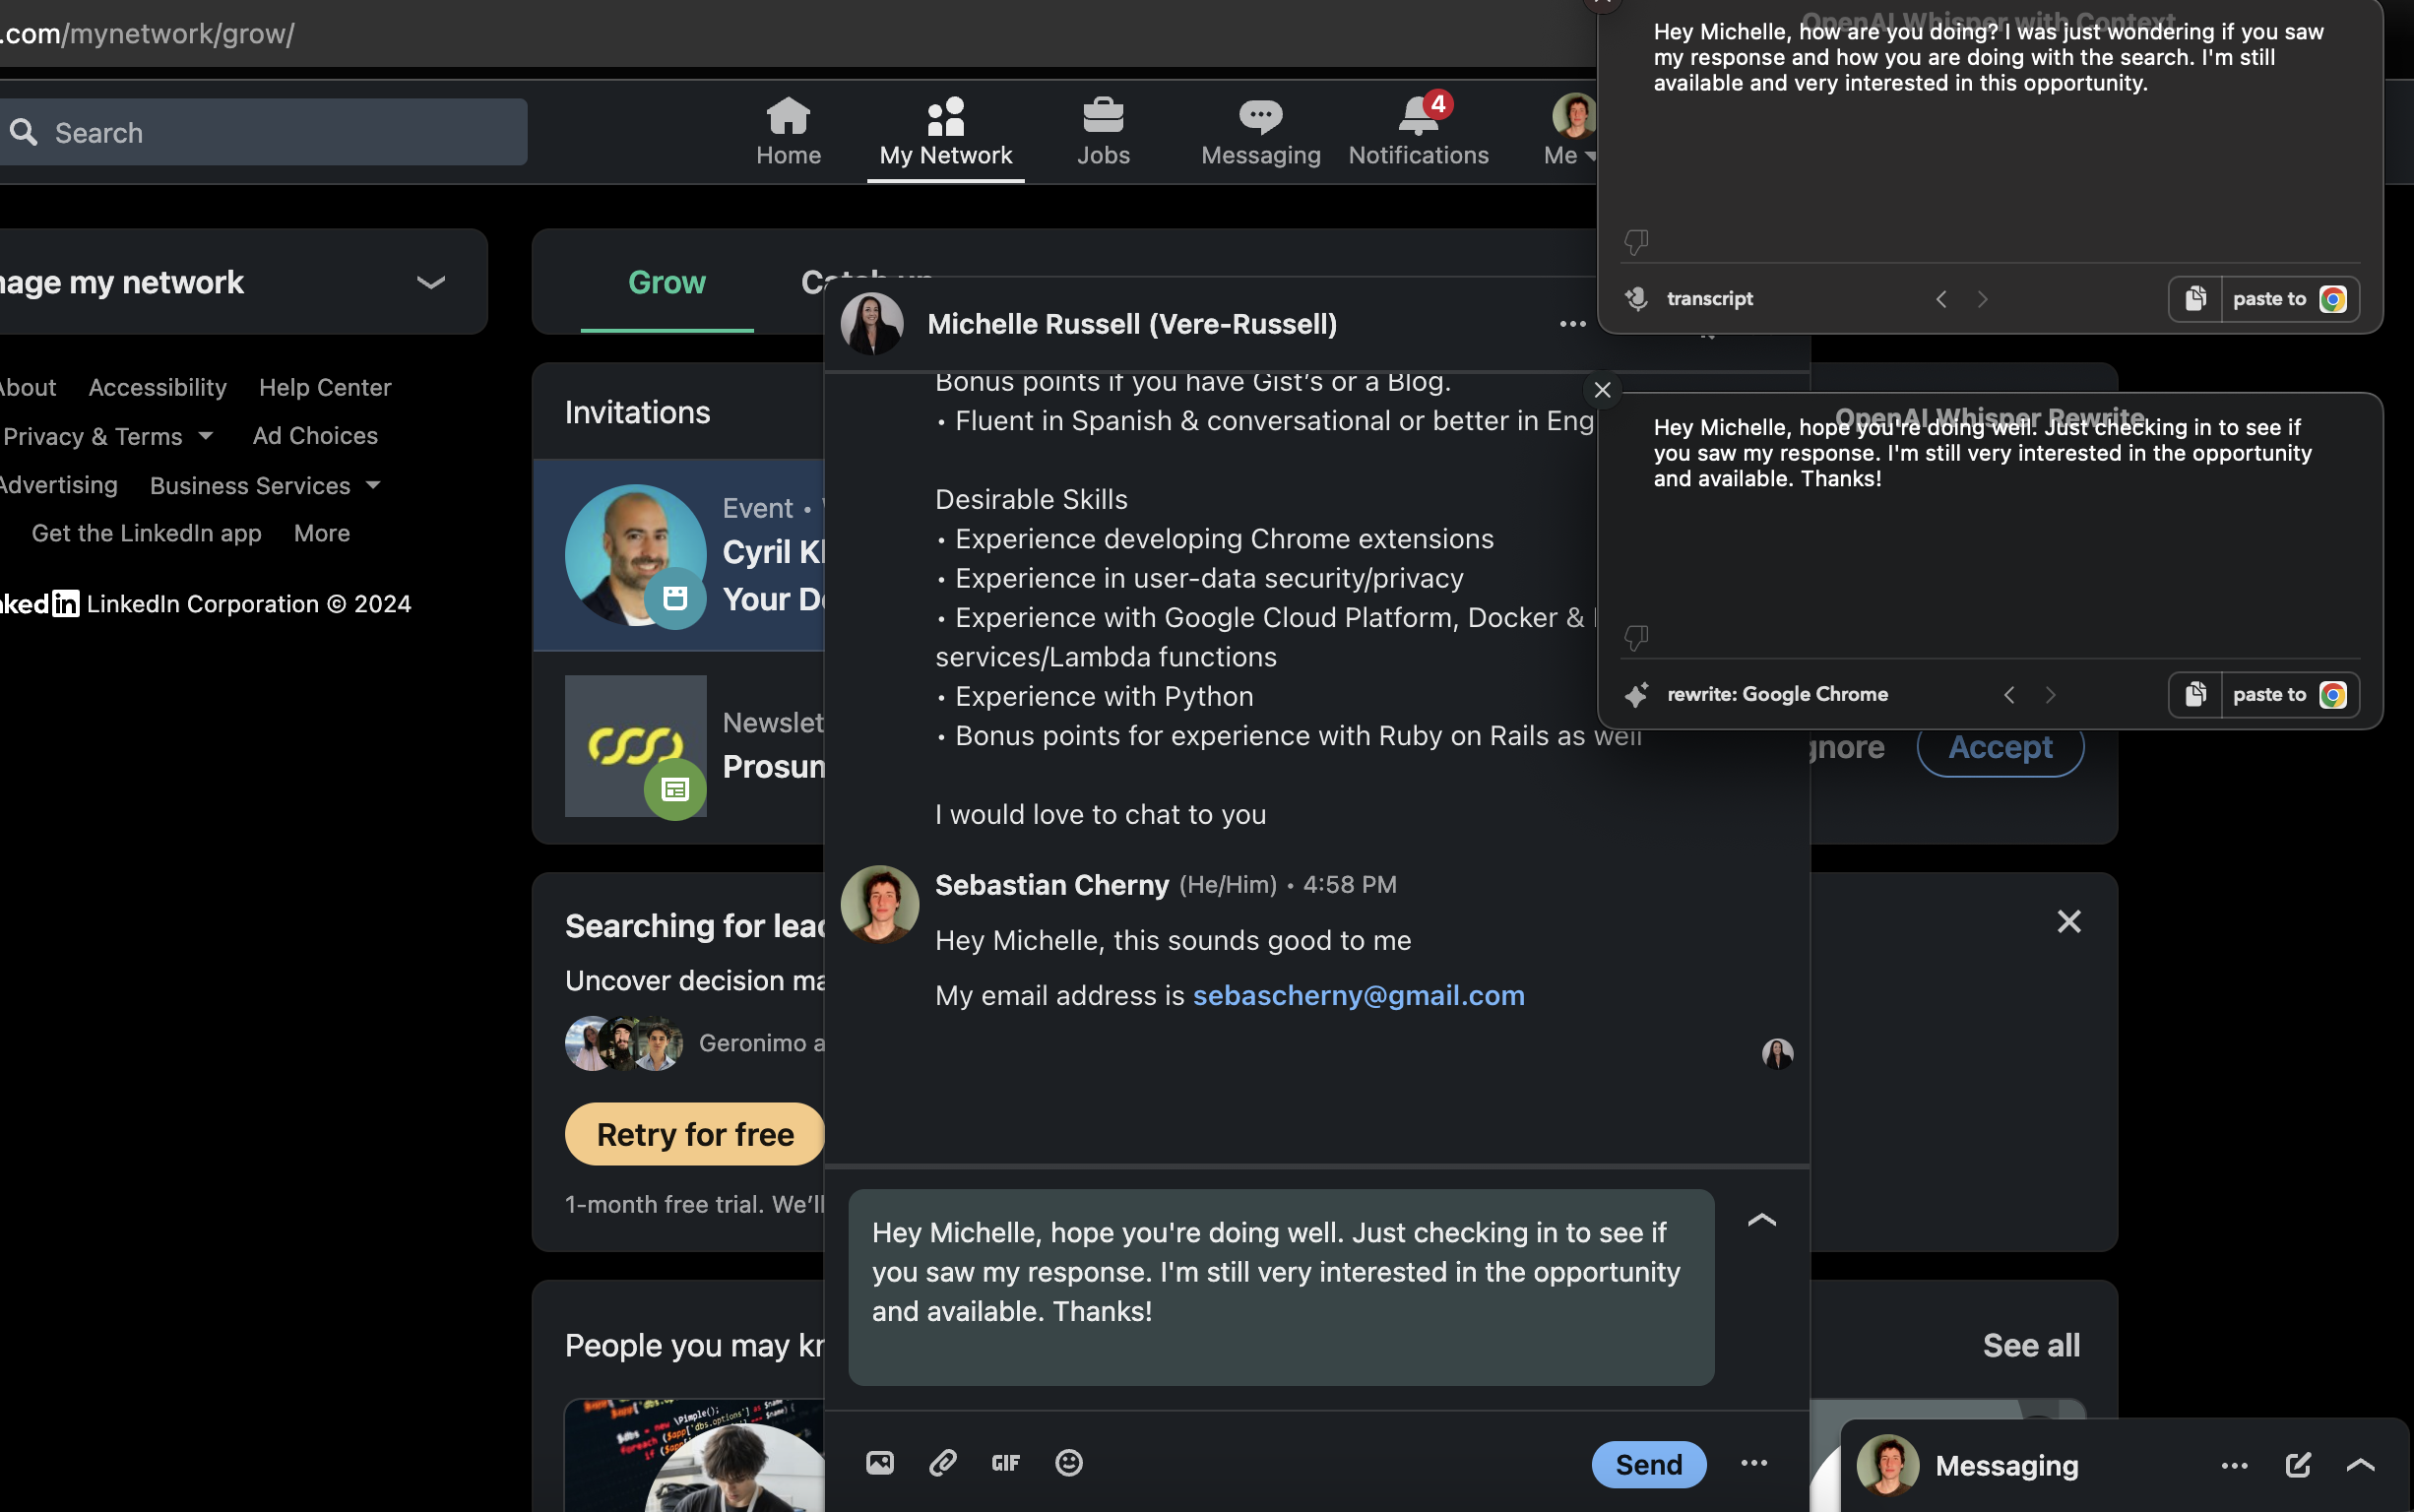 .com/mynetwork/grow/
Search
Home
My Network
Jobs
Messaging
4
Notifications
Me
OpenAI Whisper with Context
Hey Michelle, how are you doing? I was just wondering if you saw
my response and how you are doing with the search. I'm still
available and very interested in this opportunity.
transcript
paste to
OpenAI Whisper Rewrite
Hey Michelle, hope you're doing well. Just checking in to see if
you saw my response. I'm still very interested in the opportunity
and available. Thanks!
rewrite: Google Chrome
paste to
nage my network
About Accessibility Help Center
Privacy & Terms Ad Choices
Advertising Business Services
Get the LinkedIn app More
nked in LinkedIn Corporation © 2024
Grow
Catch up
Invitations
Event •
Cyril Kl
Your De
Newslet
Prosum
gnore
Accept
Searching for lead
Uncover decision ma
Geronimo a
Retry for free
1-month free trial. We'll
People you may kn
See all
Michelle Russell (Vere-Russell)
Bonus points if you have Gist's or a Blog.
• Fluent in Spanish & conversational or better in Eng
Desirable Skills
• Experience developing Chrome extensions
• Experience in user-data security/privacy
• Experience with Google Cloud Platform, Docker &
services/Lambda functions
• Experience with Python
• Bonus points for experience with Ruby on Rails as well
I would love to chat to you
Sebastian Cherny (He/Him) • 4:58 PM
Hey Michelle, this sounds good to me
My email address is sebascherny@gmail.com
Hey Michelle, hope you're doing well. Just checking in to see if
you saw my response. I'm still very interested in the opportunity
and available. Thanks!
GIF
Send
Messaging